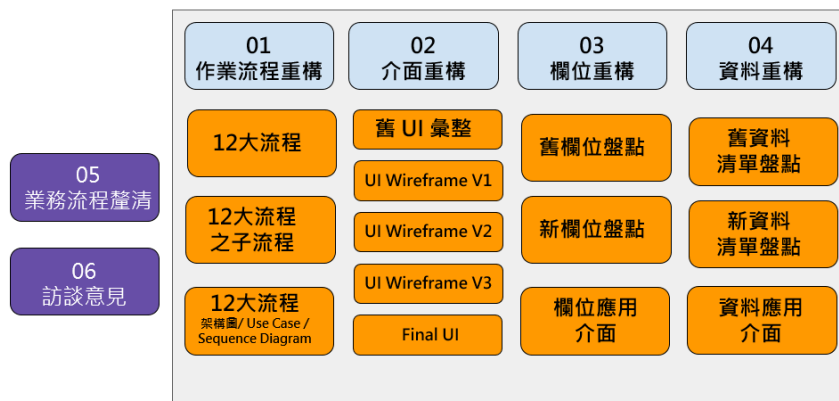 01
作業流程重構
12大流程
12大流程
之子流程
12大流程
架構圖/ Use Case /
Sequence Diagram
02
介面重構
舊 UI 彙整
UI Wireframe V1
UI Wireframe V2
UI Wireframe V3
Final UI
03
欄位重構
舊欄位盤點
新欄位盤點
欄位應用
介面
04
資料重構
舊資料
清單盤點
新資料
清單盤點
資料應用
介面
05
業務流程釐清
06
訪談意見